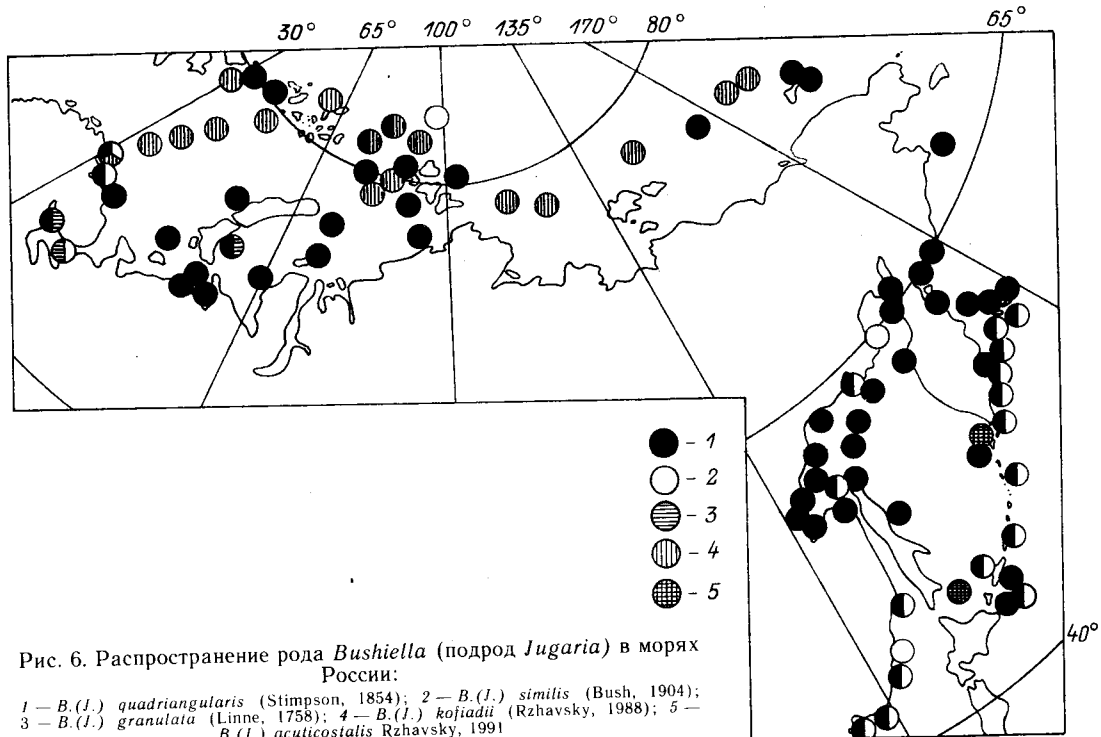 30° 65° 100° 135° 170° 80° 65°
- 1
- 2
- 3
- 4
- 5
40°
Рис. 6. Распространение рода Bushiella (подрод Jugaria) в морях
России:
1 — B.(J.) quadriangularis (Stimpson, 1854); 2 — B.(J.) similis (Bush, 1904);
3 — B.(J.) granulata (Linne, 1758); 4 — B.(J.) kofiadii (Rzhavsky, 1988); 5 —
B.(J.) acuticostalis Rzhavsky, 1991